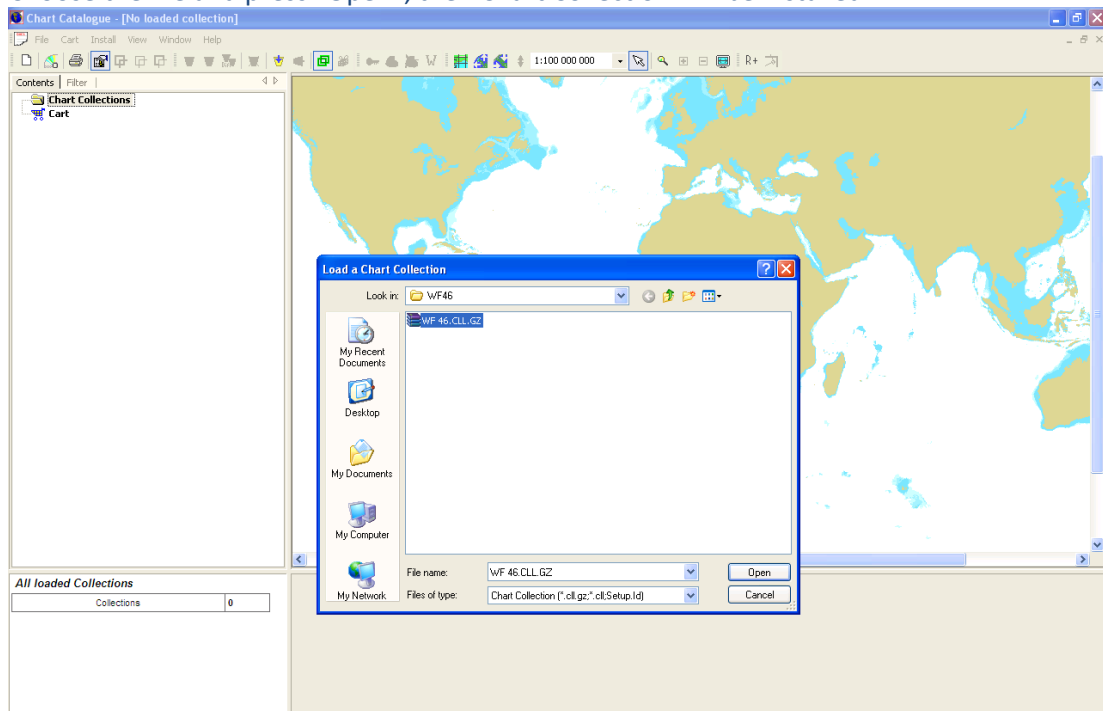 Chart Catalogue - [No loaded collection]
File Cart Install View Window Help
1:100 000 000 R+
Contents Filter
Chart Collections
Cart
Load a Chart Collection
Look in: WF46
WF 46.CLL.GZ
My Recent
Documents
Desktop
My Documents
My Computer
My Network
File name: WF 46.CLL.GZ Open
Files of type: Chart Collection (*.cll.gz;*.cll;Setup.Id) Cancel
All loaded Collections
Collections 0